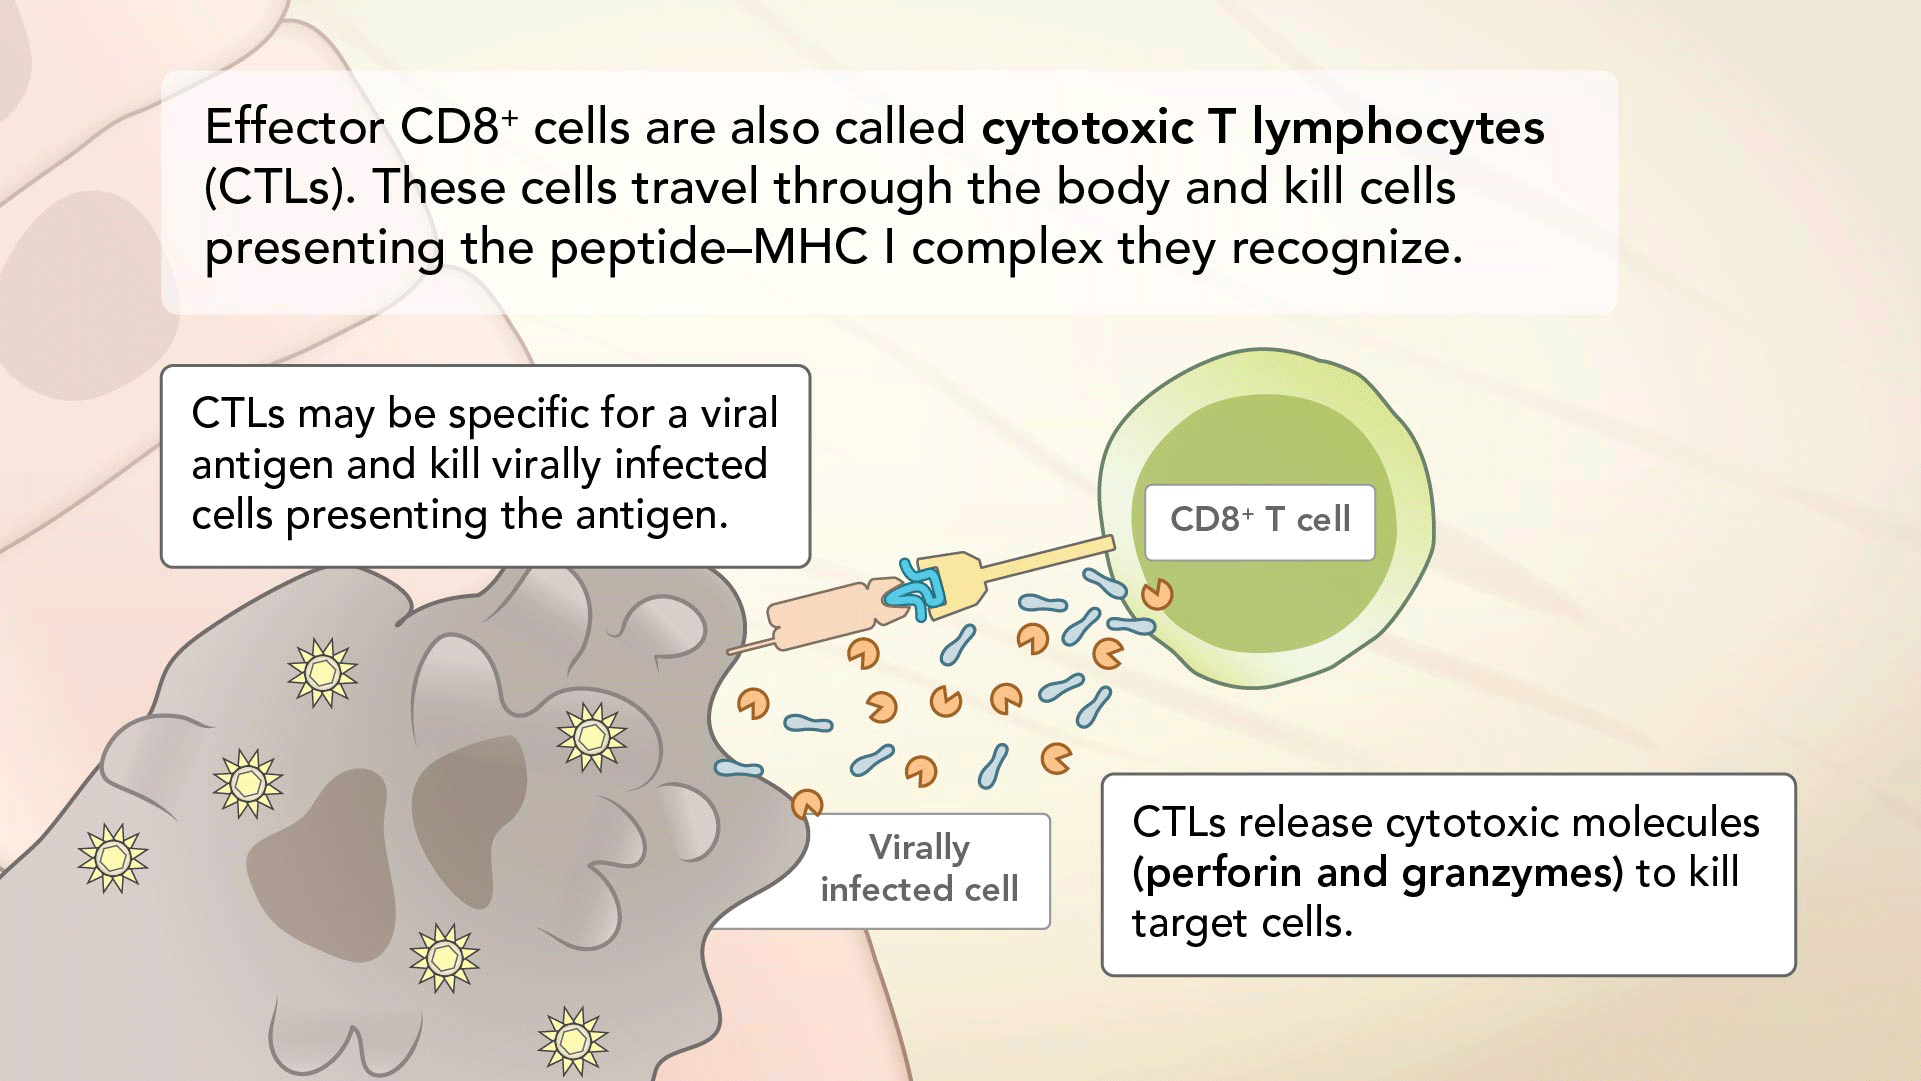 Effector CD8⁺ cells are also called cytotoxic T lymphocytes
(CTLs). These cells travel through the body and kill cells
presenting the peptide–MHC I complex they recognize.
CTLs may be specific for a viral
antigen and kill virally infected
cells presenting the antigen.
CD8⁺ T cell
Virally
infected cell
CTLs release cytotoxic molecules
(perforin and granzymes) to kill
target cells.